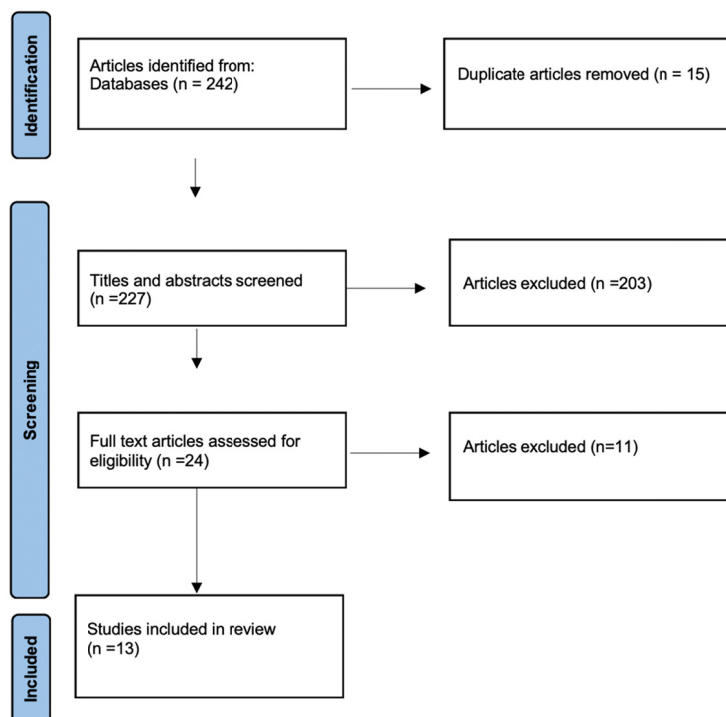 Identification
Articles identified from:
Databases (n = 242)
Duplicate articles removed (n = 15)
Screening
Titles and abstracts screened
(n =227)
Articles excluded (n =203)
Full text articles assessed for
eligibility (n =24)
Articles excluded (n=11)
Included
Studies included in review
(n =13)